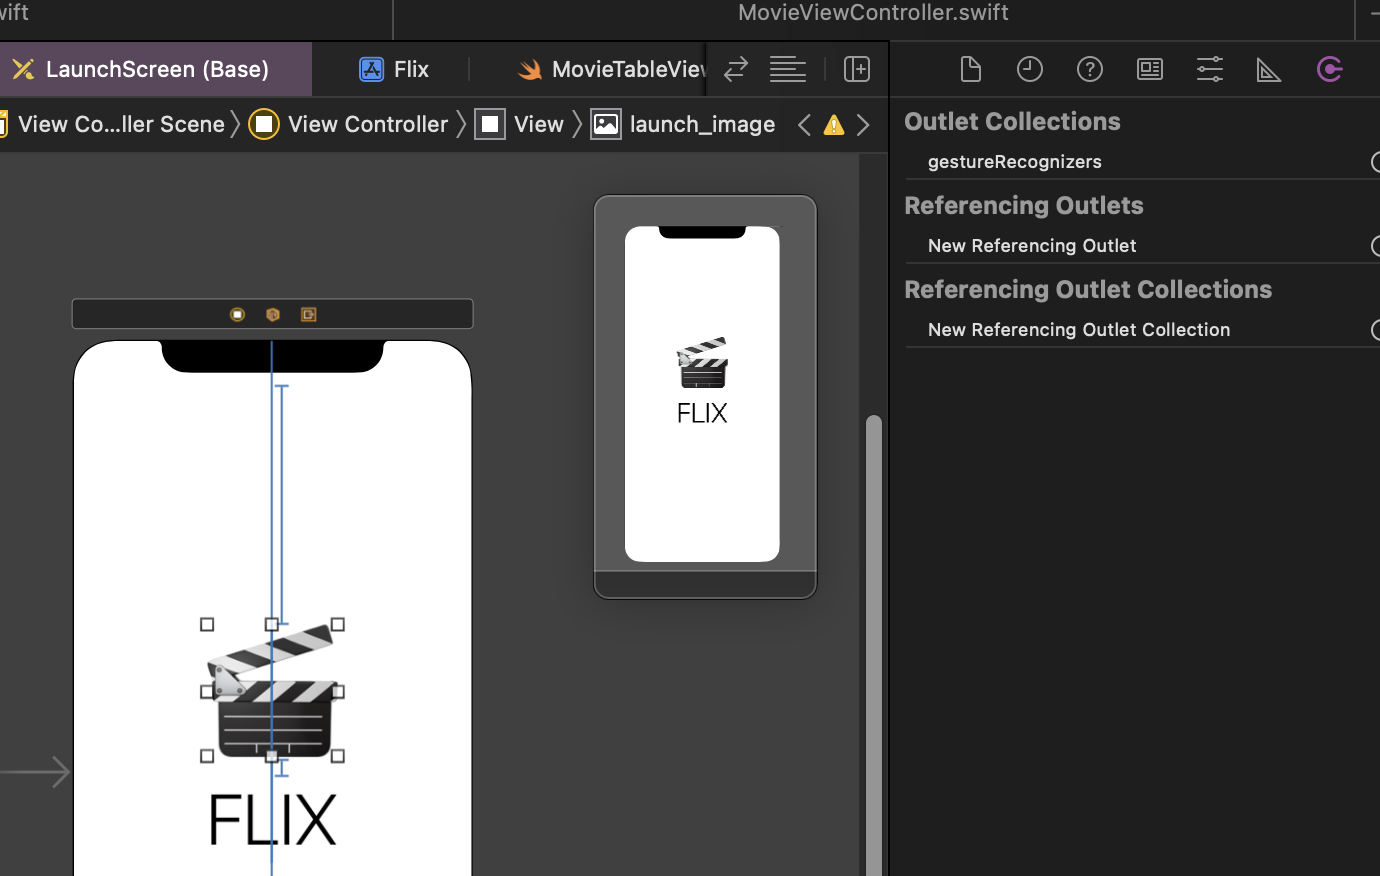 wift
MovieViewController.swift
LaunchScreen (Base)
Flix
MovieTableView
View Co...ller Scene
View Controller
View
launch_image
Outlet Collections
gestureRecognizers
Referencing Outlets
New Referencing Outlet
Referencing Outlet Collections
New Referencing Outlet Collection
FLIX
FLIX